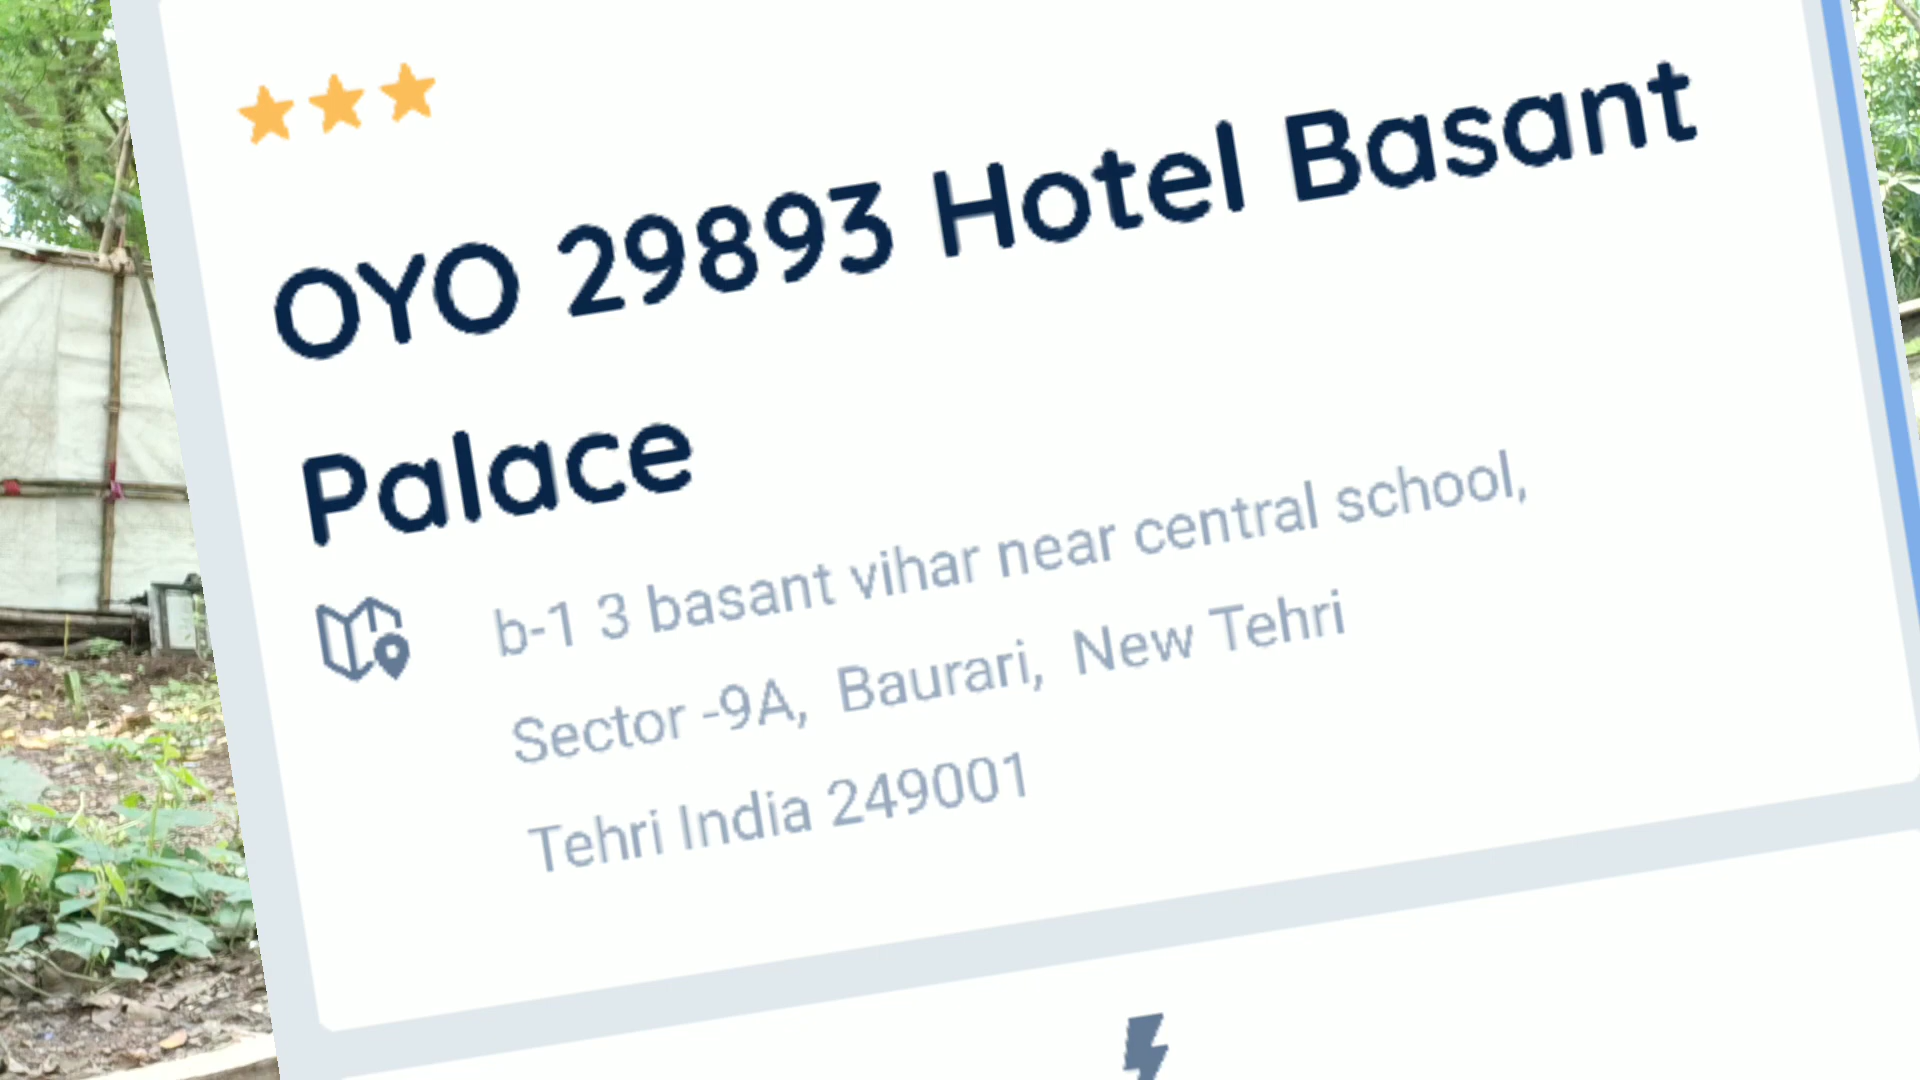 OYO 29893 Hotel Basant
Palace
b-1 3 basant vihar near central school,
Sector -9A, Baurari, New Tehri
Tehri India 249001